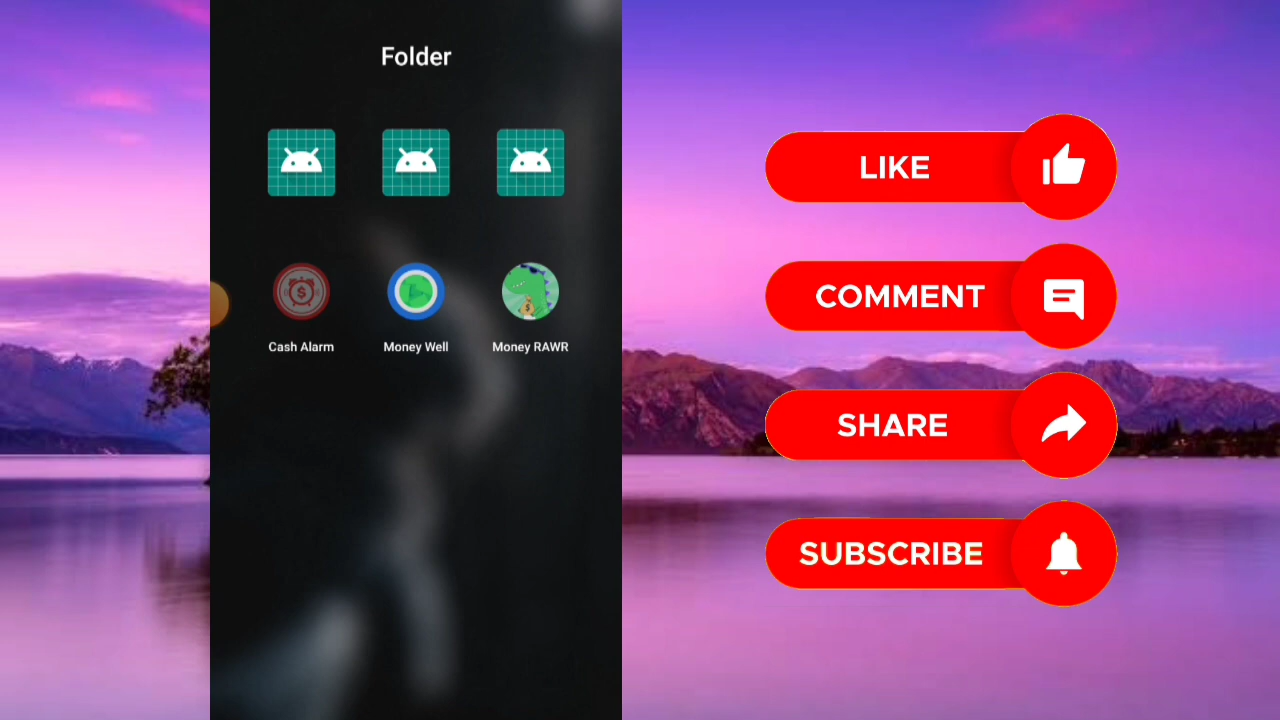 Folder
Cash Alarm
Money Well
Money RAWR
LIKE
COMMENT
SHARE
SUBSCRIBE